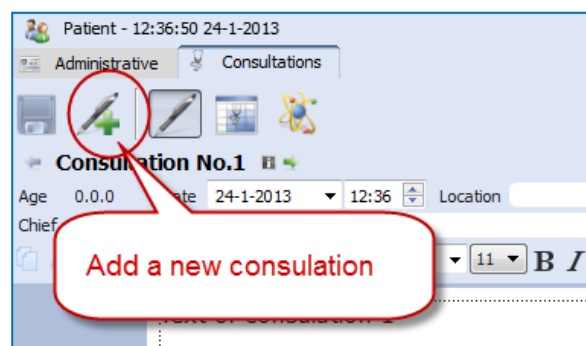 Patient - 12:36:50 24-1-2013
Administrative Consultations
Consultation No.1
Age 0.0.0 24-1-2013 12:36 Location
Chief
Add a new consulation
11 B I